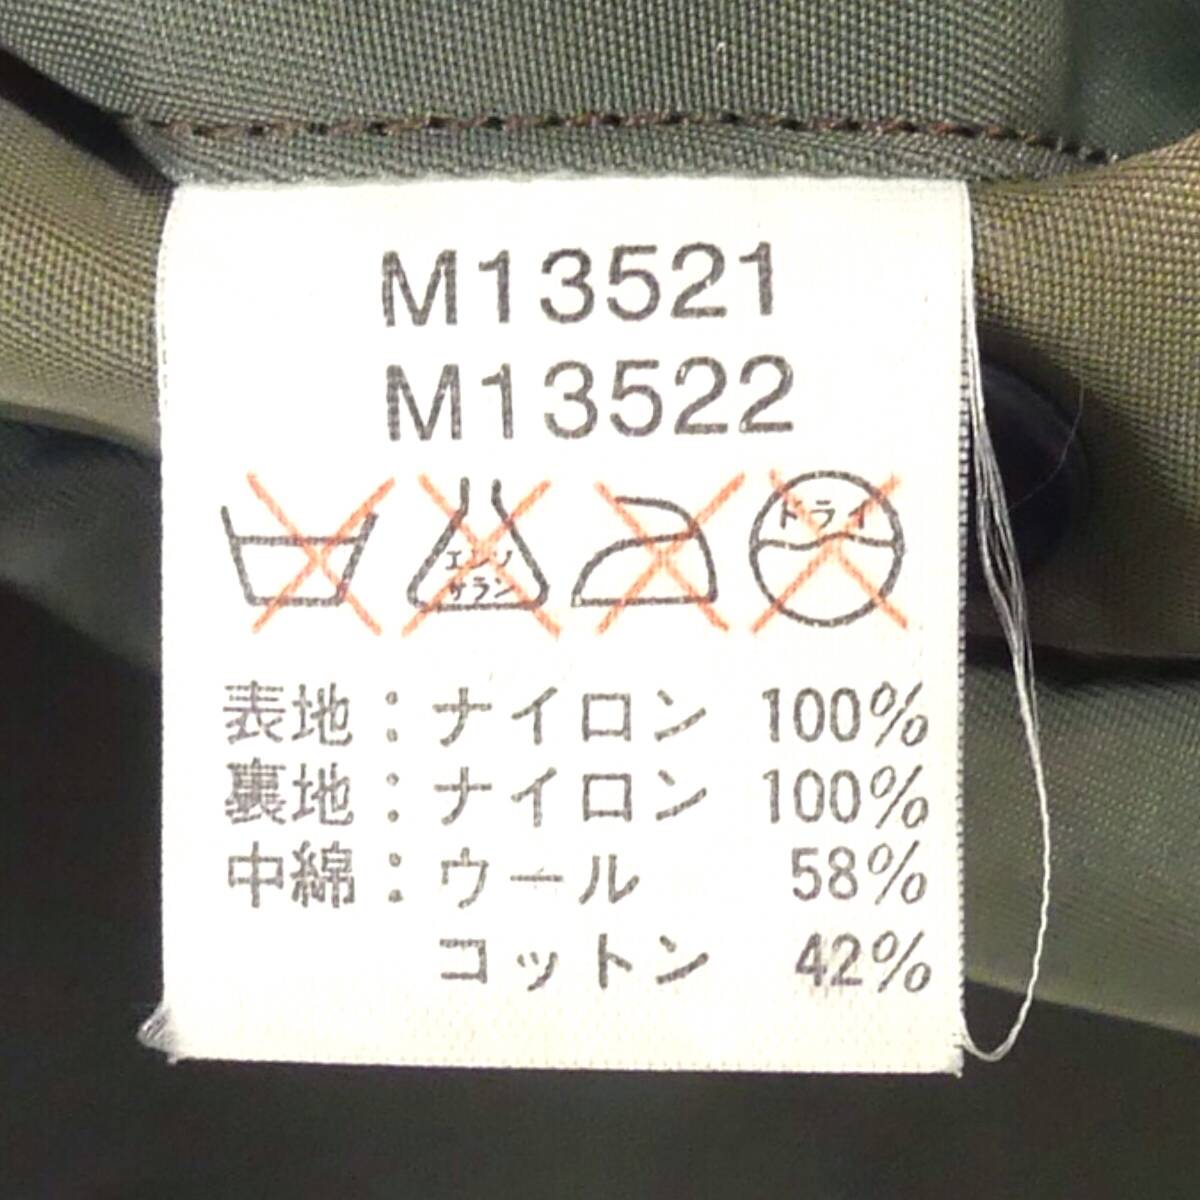 M13521
M13522
エンソ サラシ ドライ
表地：ナイロン 100%
裏地：ナイロン 100%
中綿：ウール 58%
コットン 42%